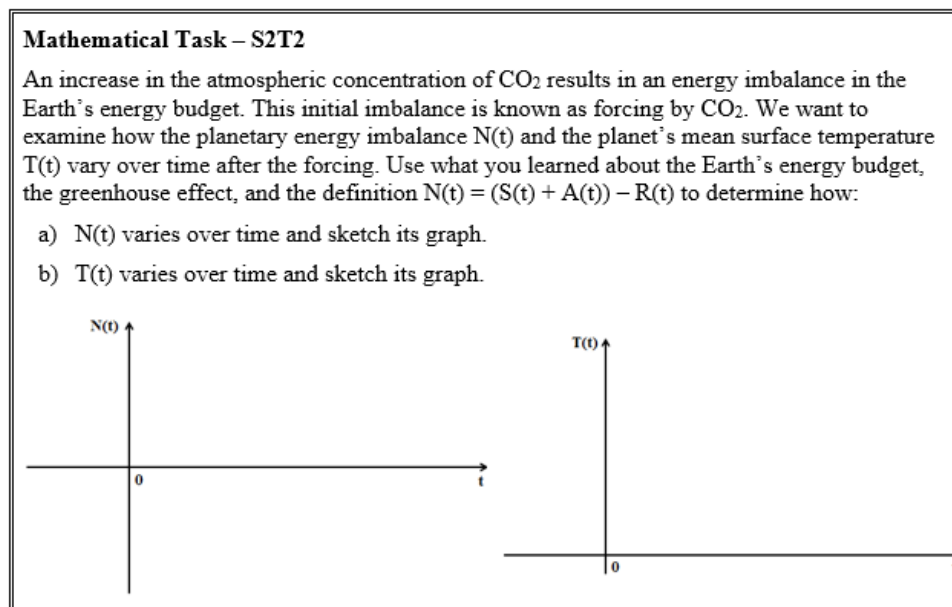 Mathematical Task – S2T2
An increase in the atmospheric concentration of CO2 results in an energy imbalance in the
Earth's energy budget. This initial imbalance is known as forcing by CO2. We want to
examine how the planetary energy imbalance N(t) and the planet's mean surface temperature
T(t) vary over time after the forcing. Use what you learned about the Earth's energy budget,
the greenhouse effect, and the definition N(t) = (S(t) + A(t)) – R(t) to determine how:
a) N(t) varies over time and sketch its graph.
b) T(t) varies over time and sketch its graph.
N(t)
T(t)
0
t
0